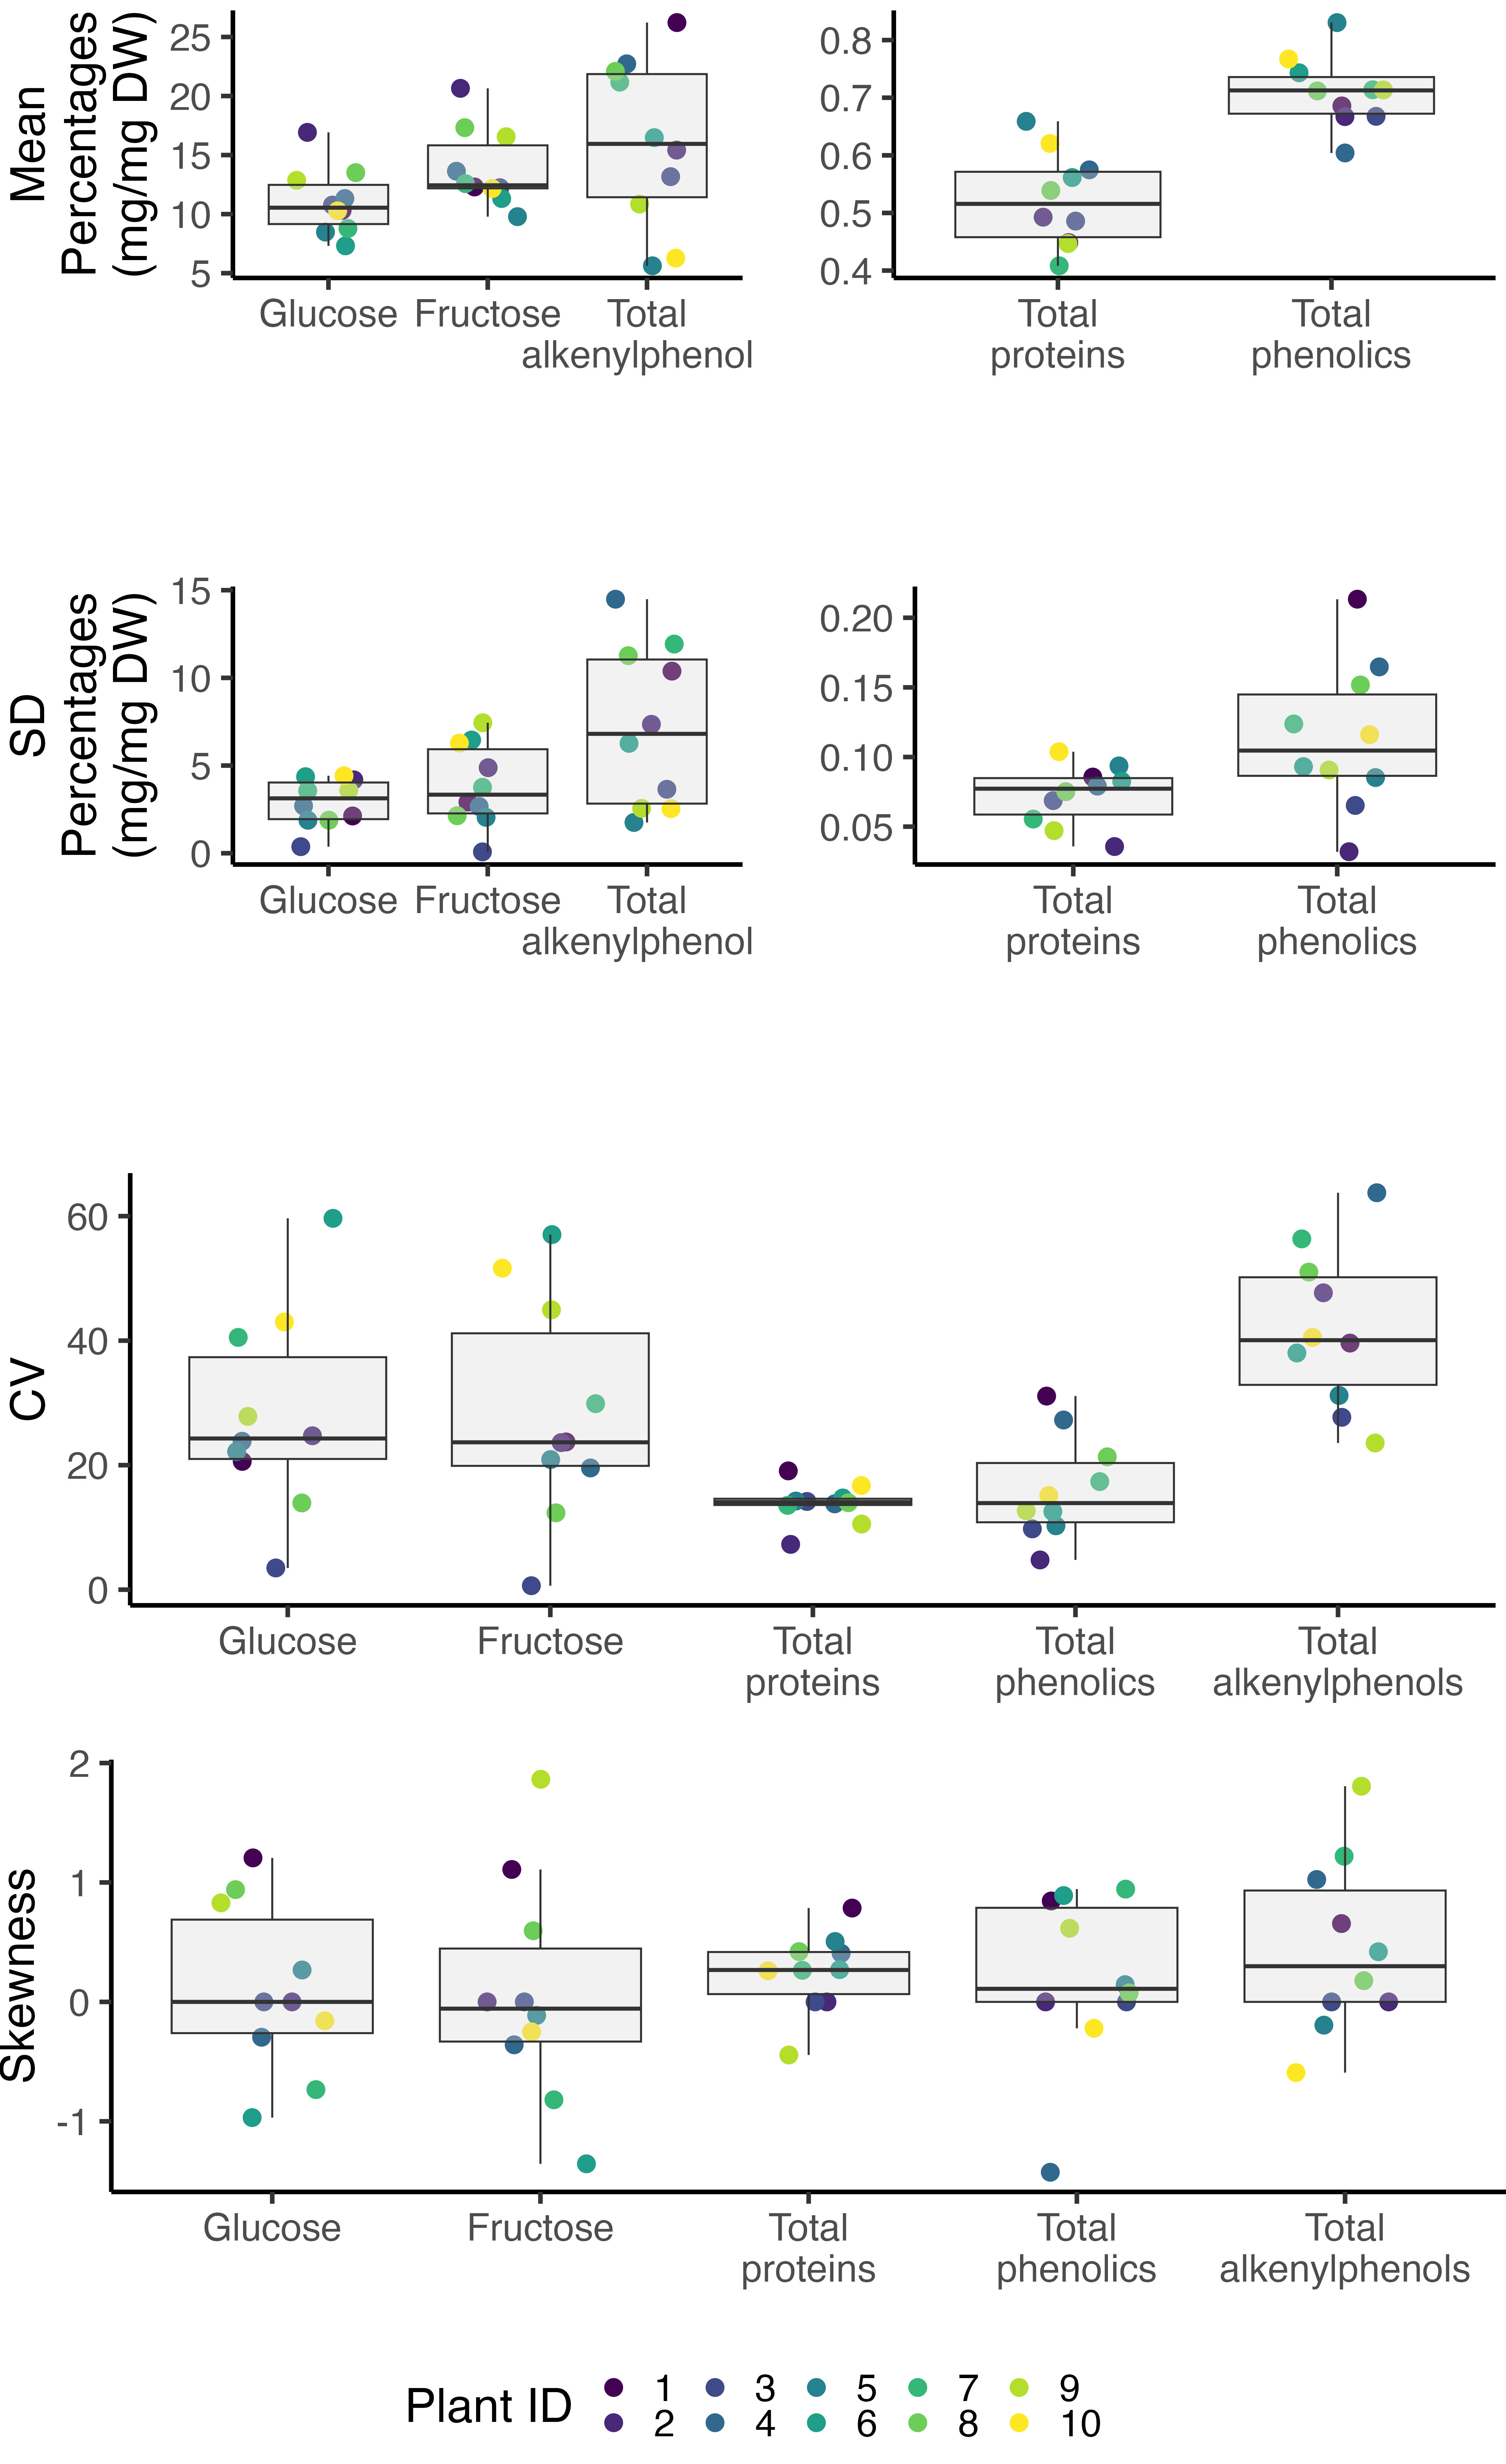 Mean
Percentages
(mg/mg DW)
25
20
15
10
5
Glucose Fructose Total
alkenylphenol
0.8
0.7
0.6
0.5
0.4
Total Total
proteins phenolics
SD
Percentages
(mg/mg DW)
15
10
5
0
Glucose Fructose Total
alkenylphenol
0.20
0.15
0.10
0.05
Total Total
proteins phenolics
CV
60
40
20
0
Glucose Fructose Total Total Total
proteins phenolics alkenylphenols
Skewness
2
1
0
-1
Glucose Fructose Total Total Total
proteins phenolics alkenylphenols
Plant ID
1 3 5 7 9
2 4 6 8 10